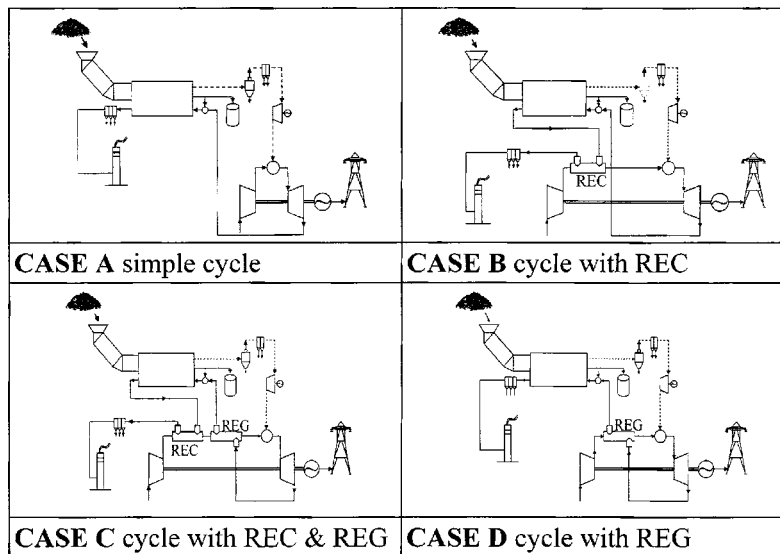 REC
CASE A simple cycle
CASE B cycle with REC
REG
REC
REG
CASE C cycle with REC & REG
CASE D cycle with REG